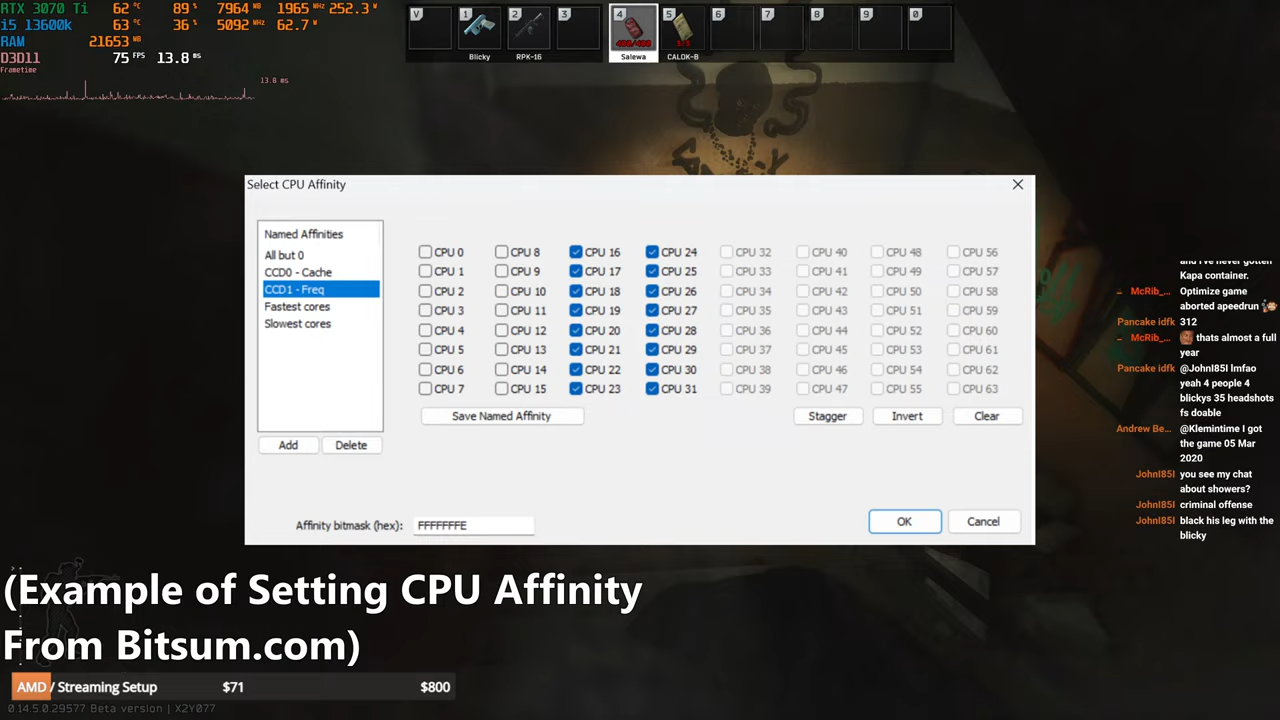 RTX 3070 Ti 62 °C 89 % 7964 MB 1965 MHz 252.3 W
i5 13600k 63 °C 36 % 5092 MHz 62.7 W
RAM 21653 MB
D3D11 75 FPS 13.8 ms
Frametime
13.8 ms
V 1 2 3 4 5 6 7 8 9 0
400/400 3/3
Blicky RPK-16 Salewa CALOK-B
Select CPU Affinity
Named Affinities
All but 0
CCD0 - Cache
CCD1 - Freq
Fastest cores
Slowest cores
CPU 0 CPU 8 CPU 16 CPU 24 CPU 32 CPU 40 CPU 48 CPU 56
CPU 1 CPU 9 CPU 17 CPU 25 CPU 33 CPU 41 CPU 49 CPU 57
CPU 2 CPU 10 CPU 18 CPU 26 CPU 34 CPU 42 CPU 50 CPU 58
CPU 3 CPU 11 CPU 19 CPU 27 CPU 35 CPU 43 CPU 51 CPU 59
CPU 4 CPU 12 CPU 20 CPU 28 CPU 36 CPU 44 CPU 52 CPU 60
CPU 5 CPU 13 CPU 21 CPU 29 CPU 37 CPU 45 CPU 53 CPU 61
CPU 6 CPU 14 CPU 22 CPU 30 CPU 38 CPU 46 CPU 54 CPU 62
CPU 7 CPU 15 CPU 23 CPU 31 CPU 39 CPU 47 CPU 55 CPU 63
Save Named Affinity Stagger Invert Clear
Add Delete
Affinity bitmask (hex): FFFFFFFE OK Cancel
and I've never gotten
Kapa container.
McRib_... Optimize game
aborted apeedrun
Pancake idfk 312
McRib_... thats almost a full
year
Pancake idfk @Johnl85l lmfao
yeah 4 people 4
blickys 35 headshots
fs doable
Andrew Be... @Klemintime I got
the game 05 Mar
2020
Johnl85l you see my chat
about showers?
Johnl85l criminal offense
Johnl85l black his leg with the
blicky
(Example of Setting CPU Affinity
From Bitsum.com)
AMD / Streaming Setup $71 $800
0.14.5.0.29577 Beta version | X2Y077